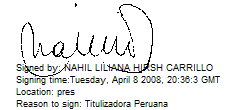 Signed by: NAHIL LILIANA HIRSH CARRILLO
Signing time:Tuesday, April 8 2008, 20:36:3 GMT
Location: pres
Reason to sign: Titulizadora Peruana